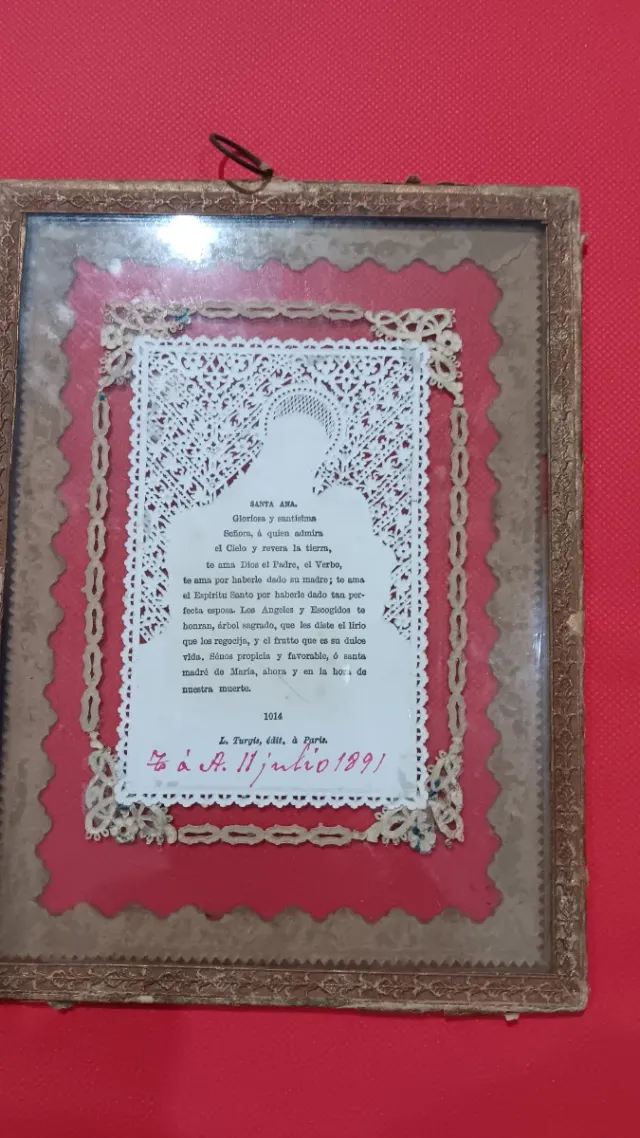 SANTA ANA.
Gloriosa y santísima
Señora, á quien admira
el Cielo y revera la tierra,
te ama Dios el Padre, el Verbo,
te ama por haberle dado su madre; te ama
el Espíritu Santo por haberle dado tan per-
fecta esposa. Los Angeles y Escogidos te
honran, árbol sagrado, que les diste el lirio
que los regocija, y el frutto que es su dulce
vida. Sénos propicia y favorable, ó santa
madré de María, ahora y en la hora de
nuestra muerte.
1014
L. Turgis, édit. à Paris.
á A. 11 julio 1891